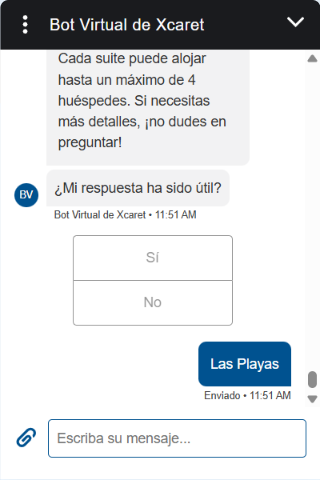 Bot Virtual de Xcaret
Cada suite puede alojar
hasta un máximo de 4
huéspedes. Si necesitas
más detalles, ¡no dudes en
preguntar!
¿Mi respuesta ha sido útil?
BV
Bot Virtual de Xcaret • 11:51 AM
Sí
No
Las Playas
Enviado • 11:51 AM
Escriba su mensaje...